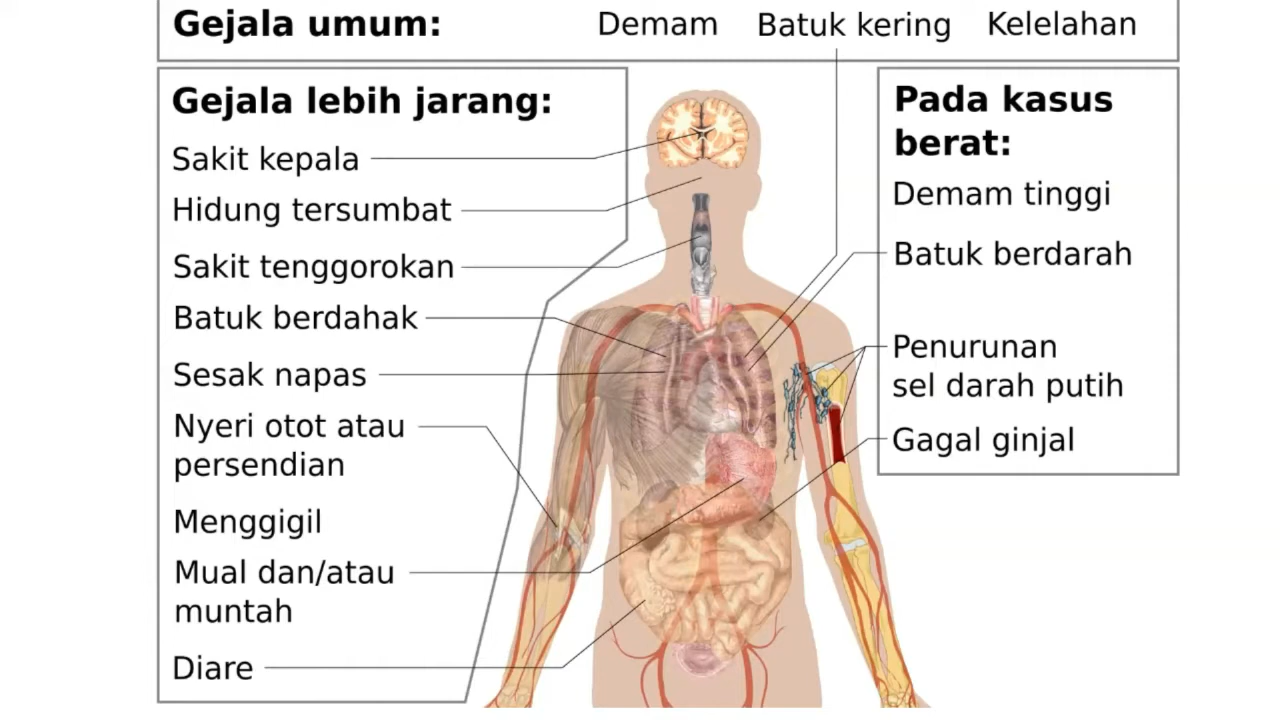 Gejala umum: Demam Batuk kering Kelelahan
Gejala lebih jarang:
Sakit kepala
Hidung tersumbat
Sakit tenggorokan
Batuk berdahak
Sesak napas
Nyeri otot atau
persendian
Menggigil
Mual dan/atau
muntah
Diare
Pada kasus
berat:
Demam tinggi
Batuk berdarah
Penurunan
sel darah putih
Gagal ginjal